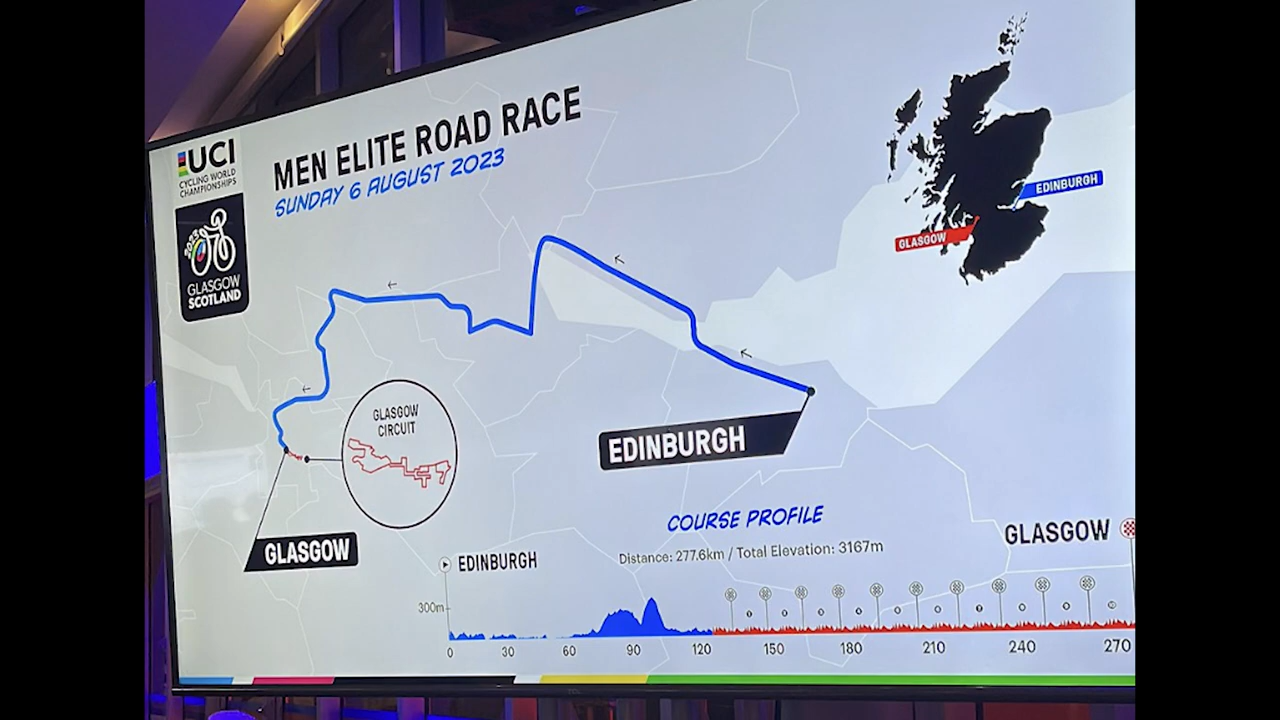 UCI
CYCLING WORLD
CHAMPIONSHIPS
2023
GLASGOW
SCOTLAND
MEN ELITE ROAD RACE
SUNDAY 6 AUGUST 2023
EDINBURGH
GLASGOW
GLASGOW
CIRCUIT
EDINBURGH
GLASGOW
COURSE PROFILE
Distance: 277.6km / Total Elevation: 3167m
EDINBURGH
GLASGOW
300m
0 30 60 90 120 150 180 210 240 270
TCL